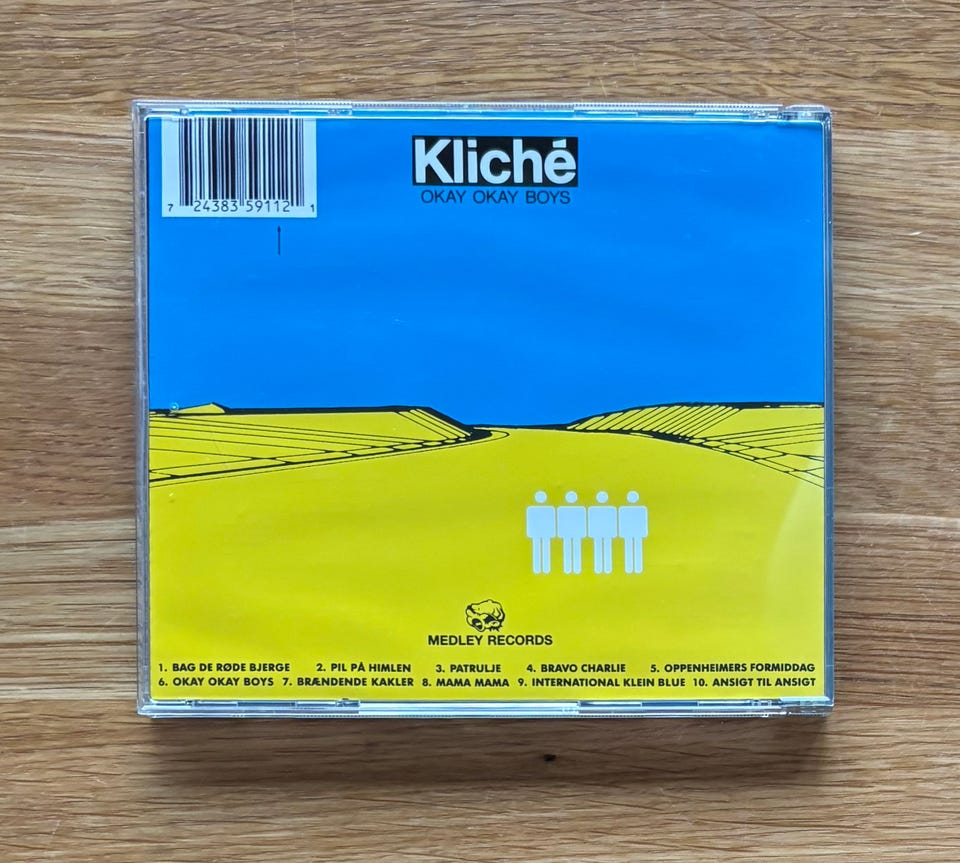 Kliché
OKAY OKAY BOYS
7 24383 59112 1
MEDLEY RECORDS
1. BAG DE RØDE BJERGE 2. PIL PÅ HIMLEN 3. PATRULJE 4. BRAVO CHARLIE 5. OPPENHEIMERS FORMIDDAG
6. OKAY OKAY BOYS 7. BRÆNDENDE KAKLER 8. MAMA MAMA 9. INTERNATIONAL KLEIN BLUE 10. ANSIGT TIL ANSIGT